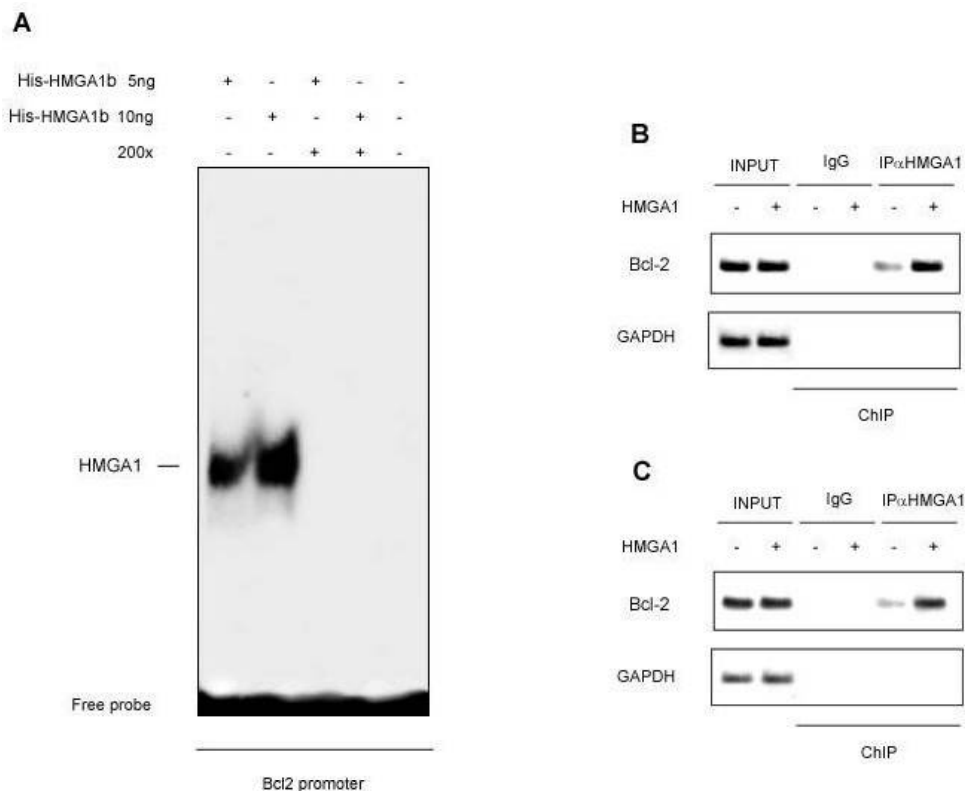 A
His-HMGA1b 5ng + - + - -
His-HMGA1b 10ng - + - + -
200x - - + + -
HMGA1
Free probe
Bcl2 promoter
B
INPUT IgG IPαHMGA1
HMGA1 - + - + - +
Bcl-2
GAPDH
ChIP
C
INPUT IgG IPαHMGA1
HMGA1 - + - + - +
Bcl-2
GAPDH
ChIP